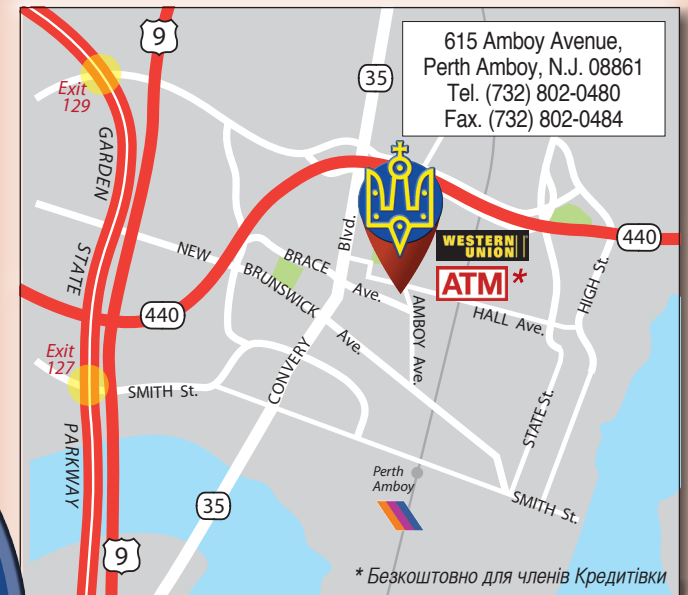 9
615 Amboy Avenue,
Perth Amboy, N.J. 08861
Tel. (732) 802-0480
Fax. (732) 802-0484
35
Exit
129
GARDEN
STATE
PARKWAY
NEW
BRUNSWICK
Ave.
BRACE
Ave.
Blvd.
CONVERY
WESTERN
UNION
ATM *
440
HIGH St.
HALL Ave.
AMBOY Ave.
440
Exit
127
SMITH St.
STATE St.
Perth
Amboy
SMITH St.
35
9
* Безкоштовно для членів Кредитівки